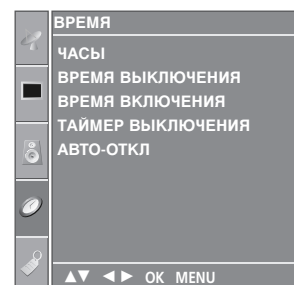 ВРЕМЯ
ЧАСЫ
ВРЕМЯ ВЫКЛЮЧЕНИЯ
ВРЕМЯ ВКЛЮЧЕНИЯ
ТАЙМЕР ВЫКЛЮЧЕНИЯ
АВТО-ОТКЛ
▲▼ ◄► OK MENU